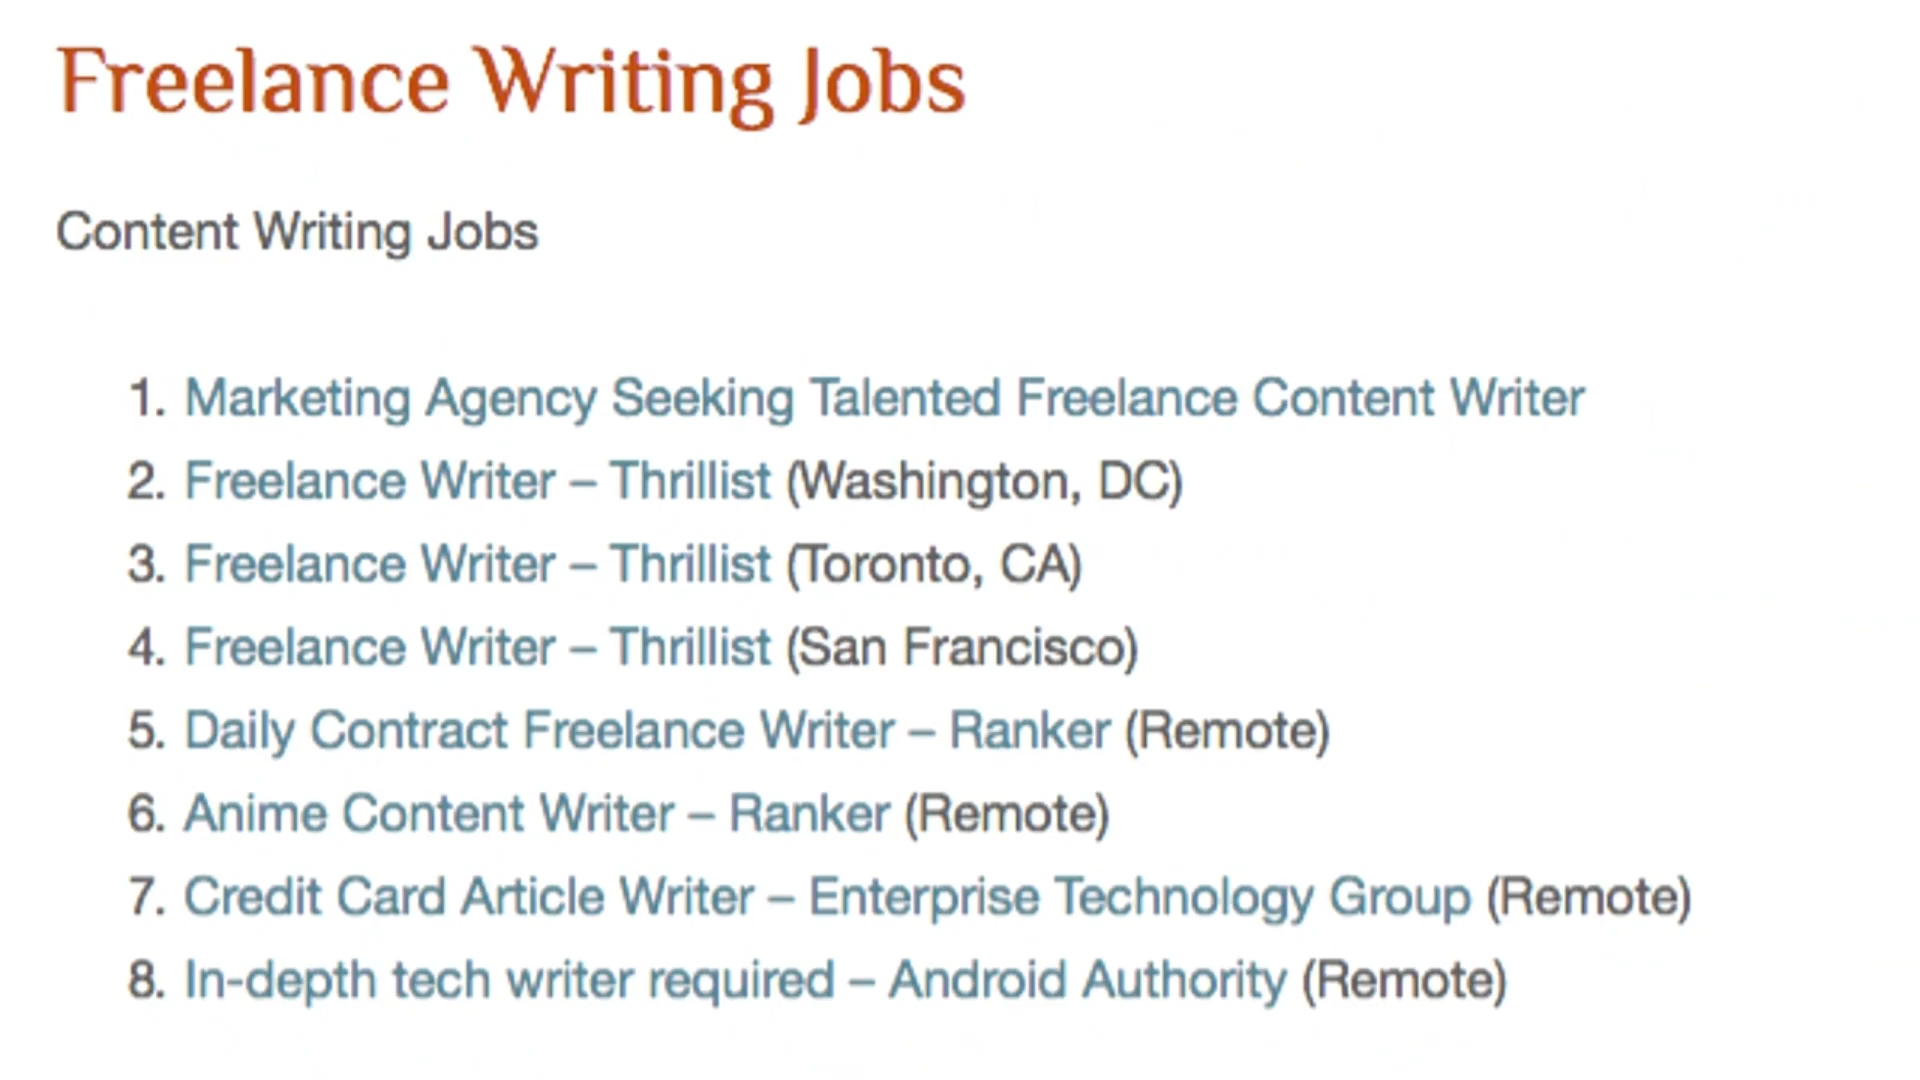 Freelance Writing Jobs
Content Writing Jobs
1. Marketing Agency Seeking Talented Freelance Content Writer
2. Freelance Writer – Thrillist (Washington, DC)
3. Freelance Writer – Thrillist (Toronto, CA)
4. Freelance Writer – Thrillist (San Francisco)
5. Daily Contract Freelance Writer – Ranker (Remote)
6. Anime Content Writer – Ranker (Remote)
7. Credit Card Article Writer – Enterprise Technology Group (Remote)
8. In-depth tech writer required – Android Authority (Remote)